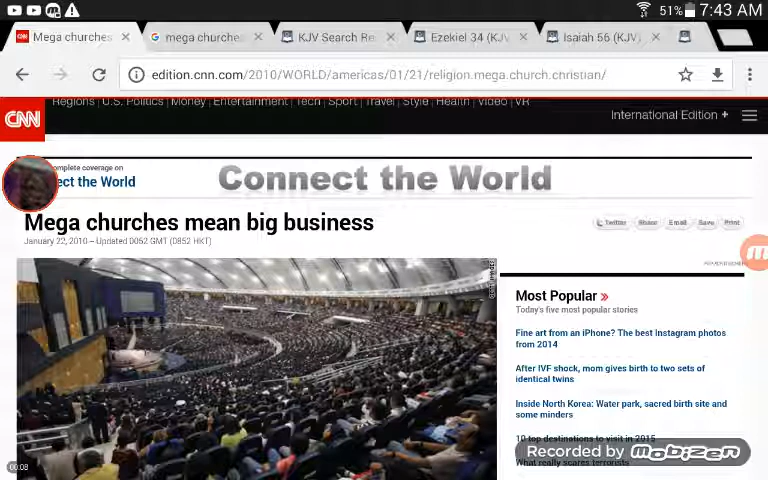 51% 7:43 AM
Mega churches
mega churches
KJV Search Re
Ezekiel 34 (KJV)
Isaiah 56 (KJV)
edition.cnn.com/2010/WORLD/americas/01/21/religion.mega.church.christian/
CNN
Regions | U.S. Politics | Money | Entertainment | Tech | Sport | Travel | Style | Health | Video | VR
International Edition +
omplete coverage on
ect the World
Connect the World
Mega churches mean big business
Twitter Share Email Save Print
January 22, 2010 -- Updated 0052 GMT (0852 HKT)
Most Popular »
Today's five most popular stories
Fine art from an iPhone? The best Instagram photos
from 2014
After IVF shock, mom gives birth to two sets of
identical twins
Inside North Korea: Water park, sacred birth site and
some minders
10 top destinations to visit in 2015
What really scares terrorists
Recorded by mobizen
00:08